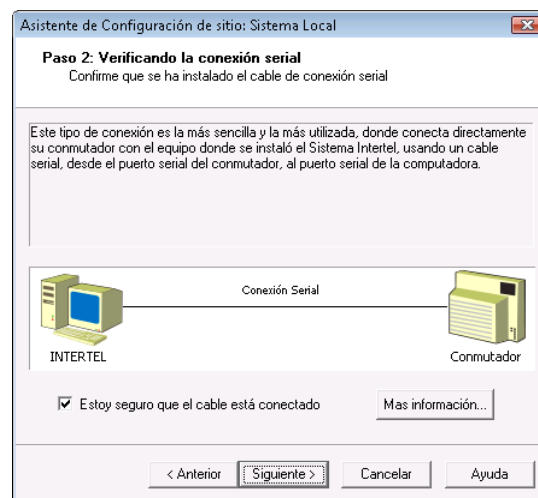 Asistente de Configuración de sitio: Sistema Local
Paso 2: Verificando la conexión serial
Confirme que se ha instalado el cable de conexión serial
Este tipo de conexión es la más sencilla y la más utilizada, donde conecta directamente
su conmutador con el equipo donde se instaló el Sistema Intertel, usando un cable
serial, desde el puerto serial del conmutador, al puerto serial de la computadora.
Conexión Serial
INTERTEL
Conmutador
Estoy seguro que el cable está conectado
Mas información...
< Anterior
Siguiente >
Cancelar
Ayuda